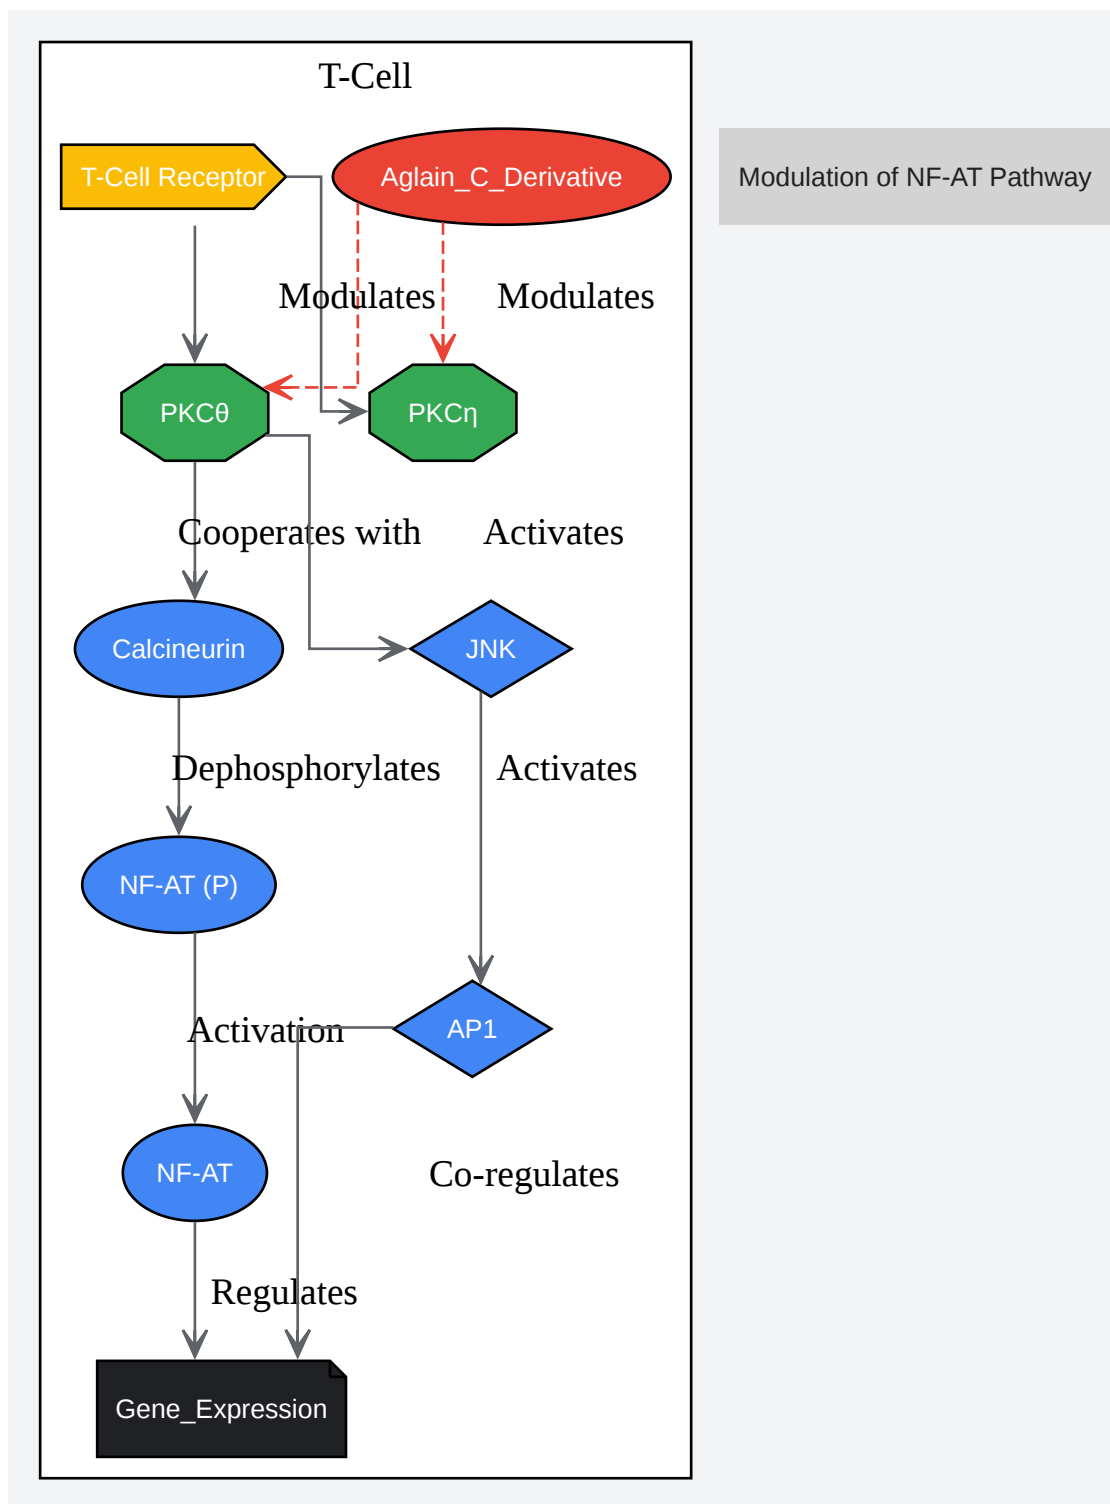 T-Cell
T-Cell Receptor
Aglain_C_Derivative
Modulation of NF-AT Pathway
Modulates
Modulates
PKCθ
PKCη
Cooperates with
Activates
Calcineurin
JNK
Dephosphorylates
Activates
NF-AT (P)
Activation
AP1
NF-AT
Co-regulates
Regulates
Gene_Expression